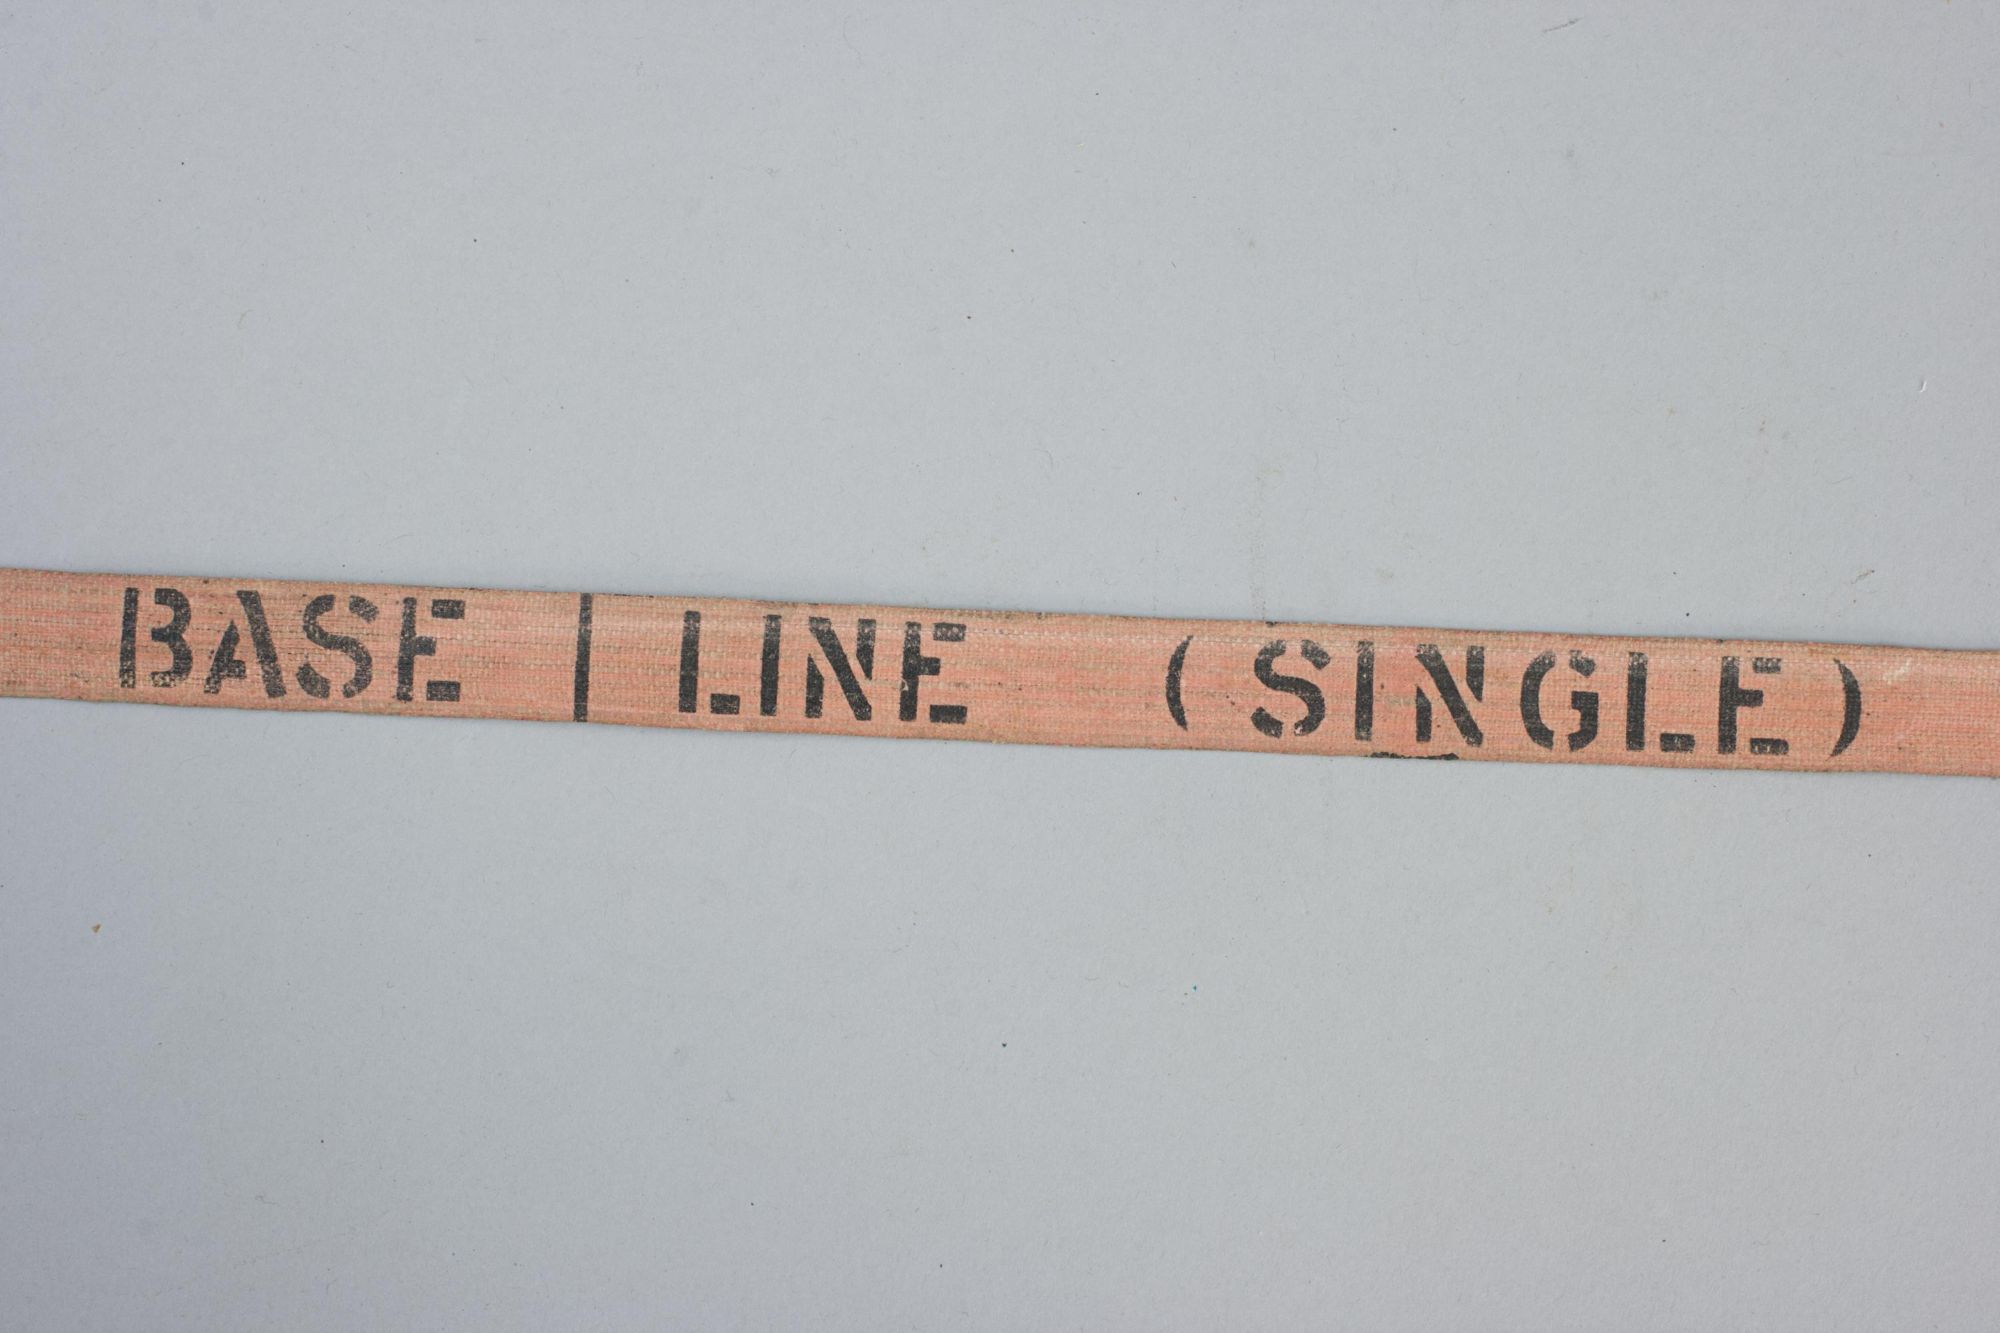 BASE | LINE (SINGLE)